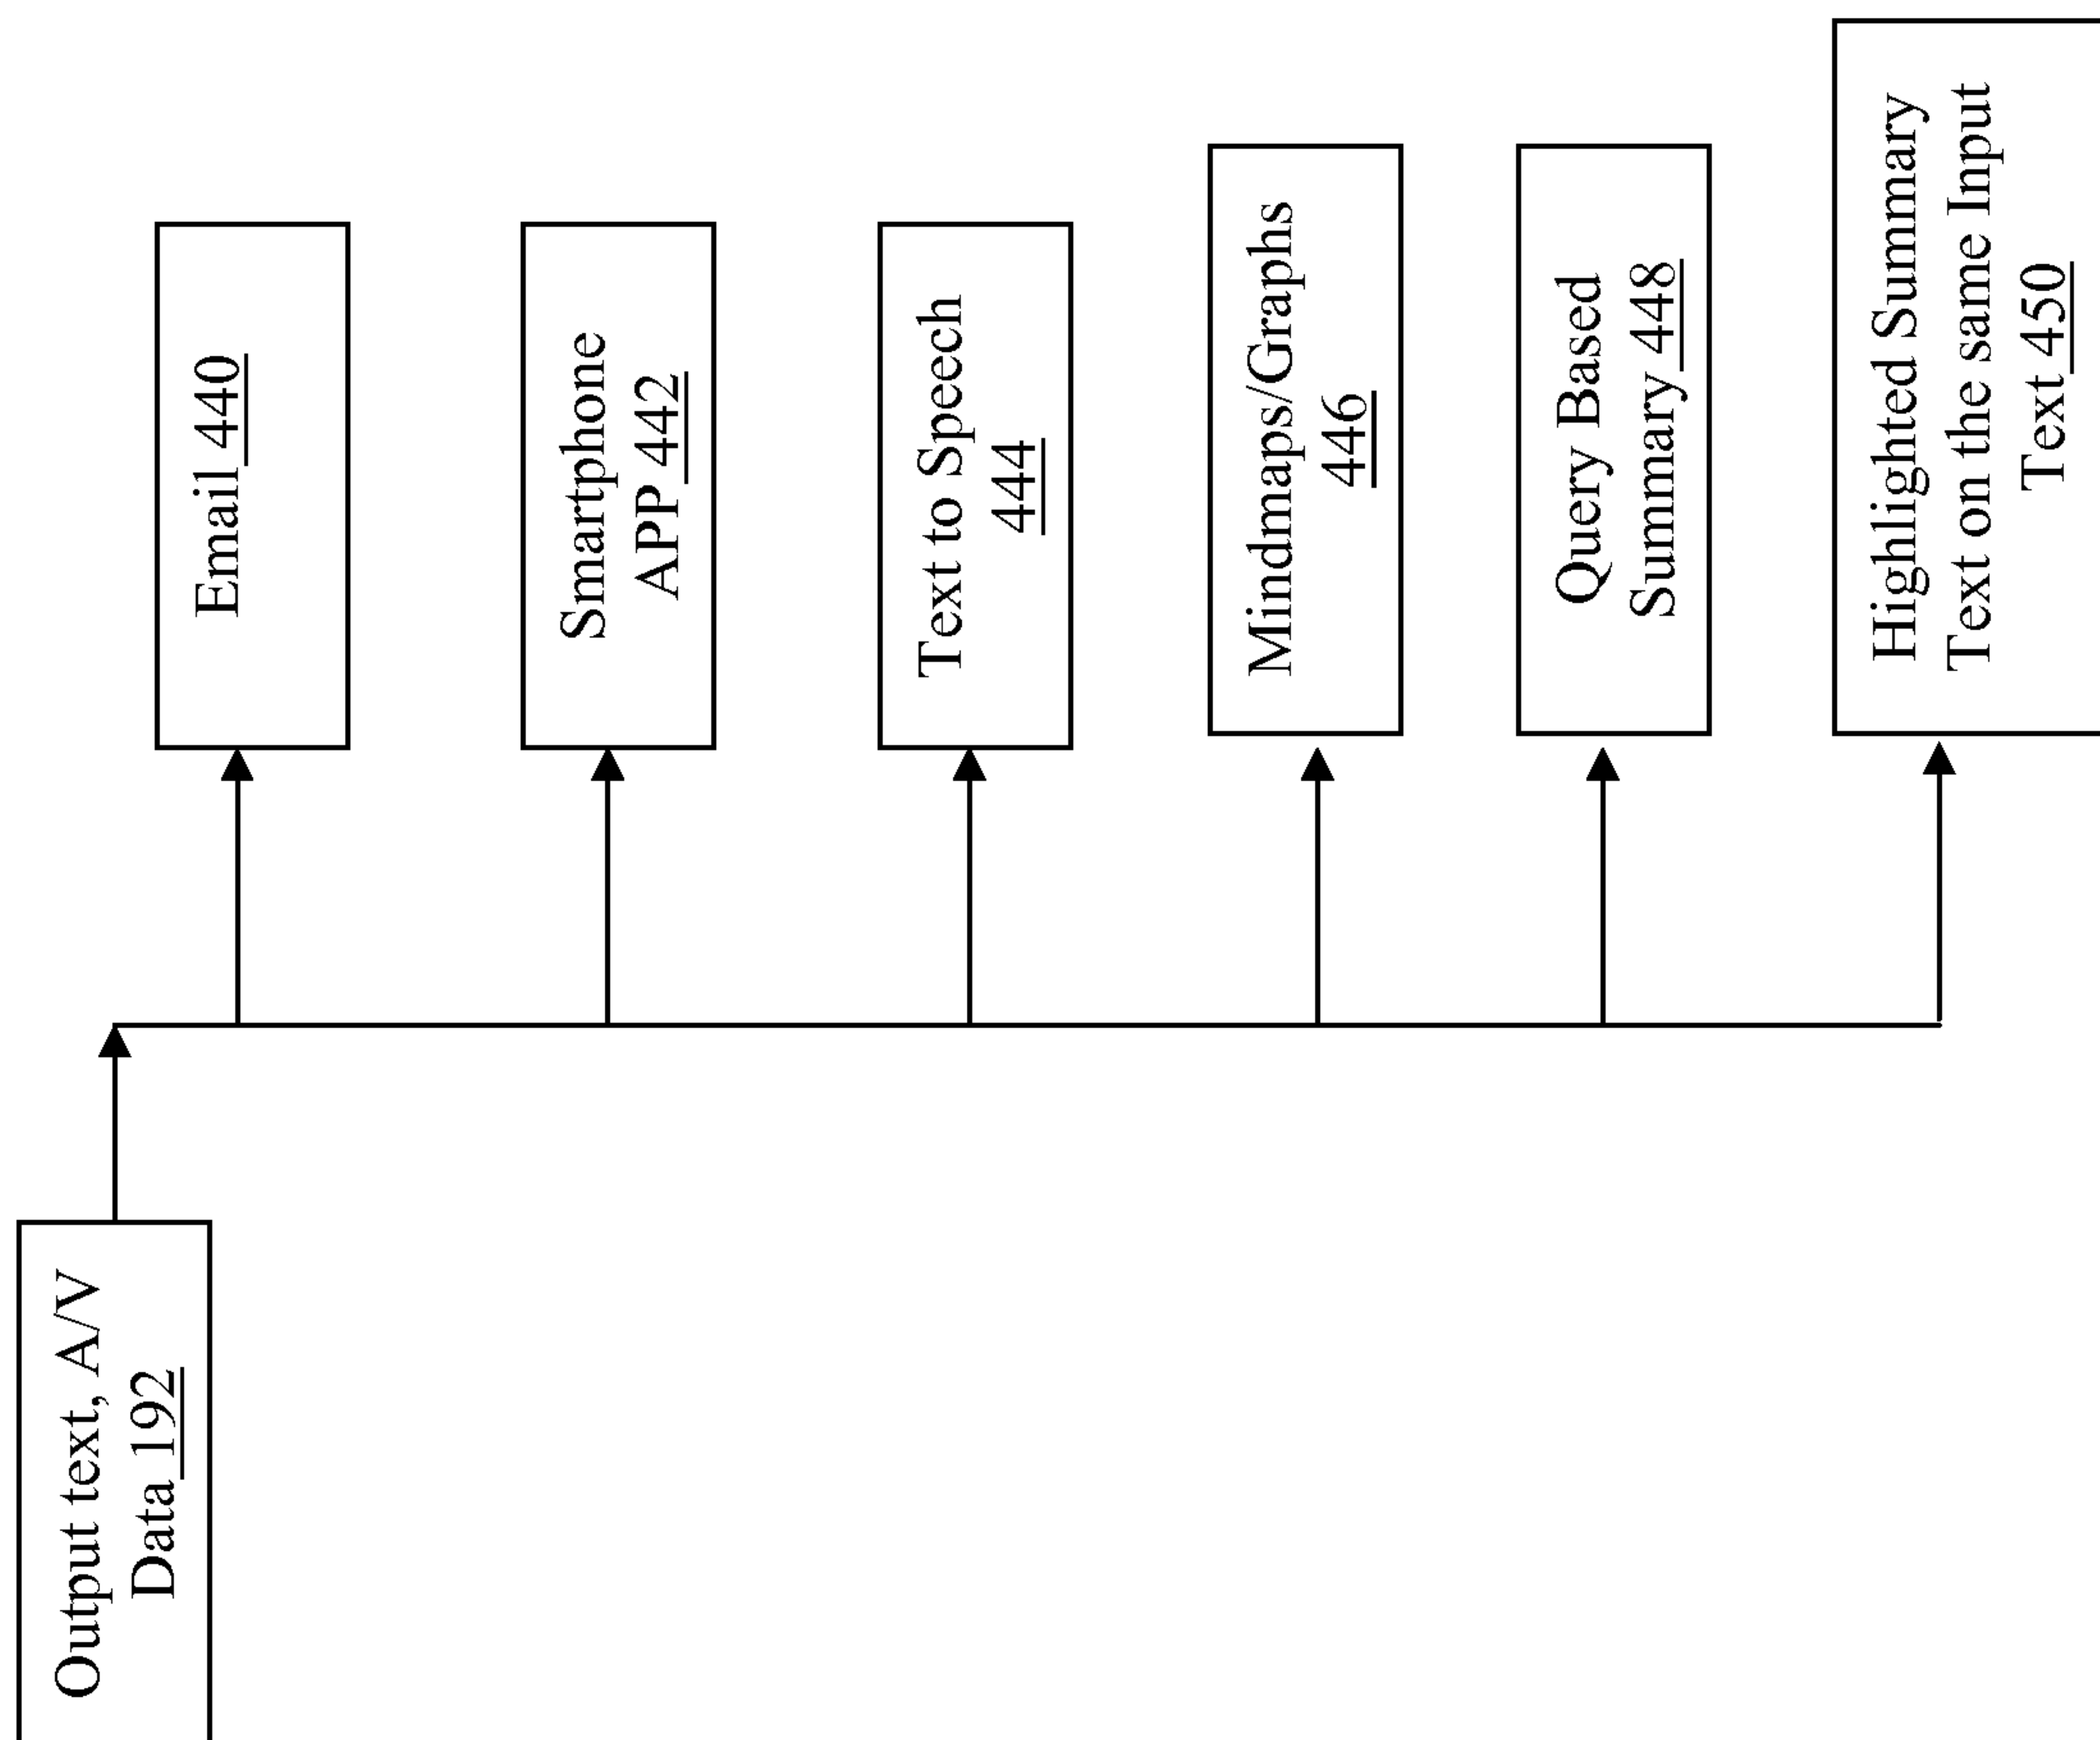 Output text, A/V
Data 192
Email 440
Smartphone
APP 442
Text to Speech
444
Mindmaps/Graphs
446
Query Based
Summary 448
Highlighted Summary
Text on the same Input
Text 450